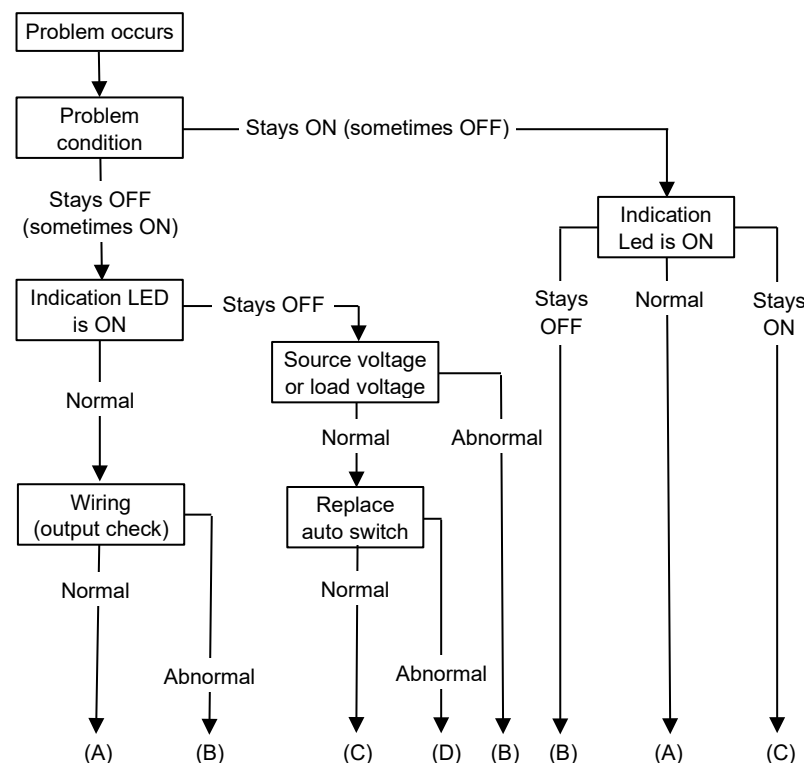 Problem occurs
Problem
condition
Stays ON (sometimes OFF)
Stays OFF
(sometimes ON)
Indication
Led is ON
Indication LED
is ON
Stays OFF
Stays
OFF
Normal
Stays
ON
Source voltage
or load voltage
Normal
Normal
Abnormal
Wiring
(output check)
Replace
auto switch
Normal
Normal
Abnormal
Abnormal
(A)
(B)
(C)
(D)
(B)
(B)
(A)
(C)